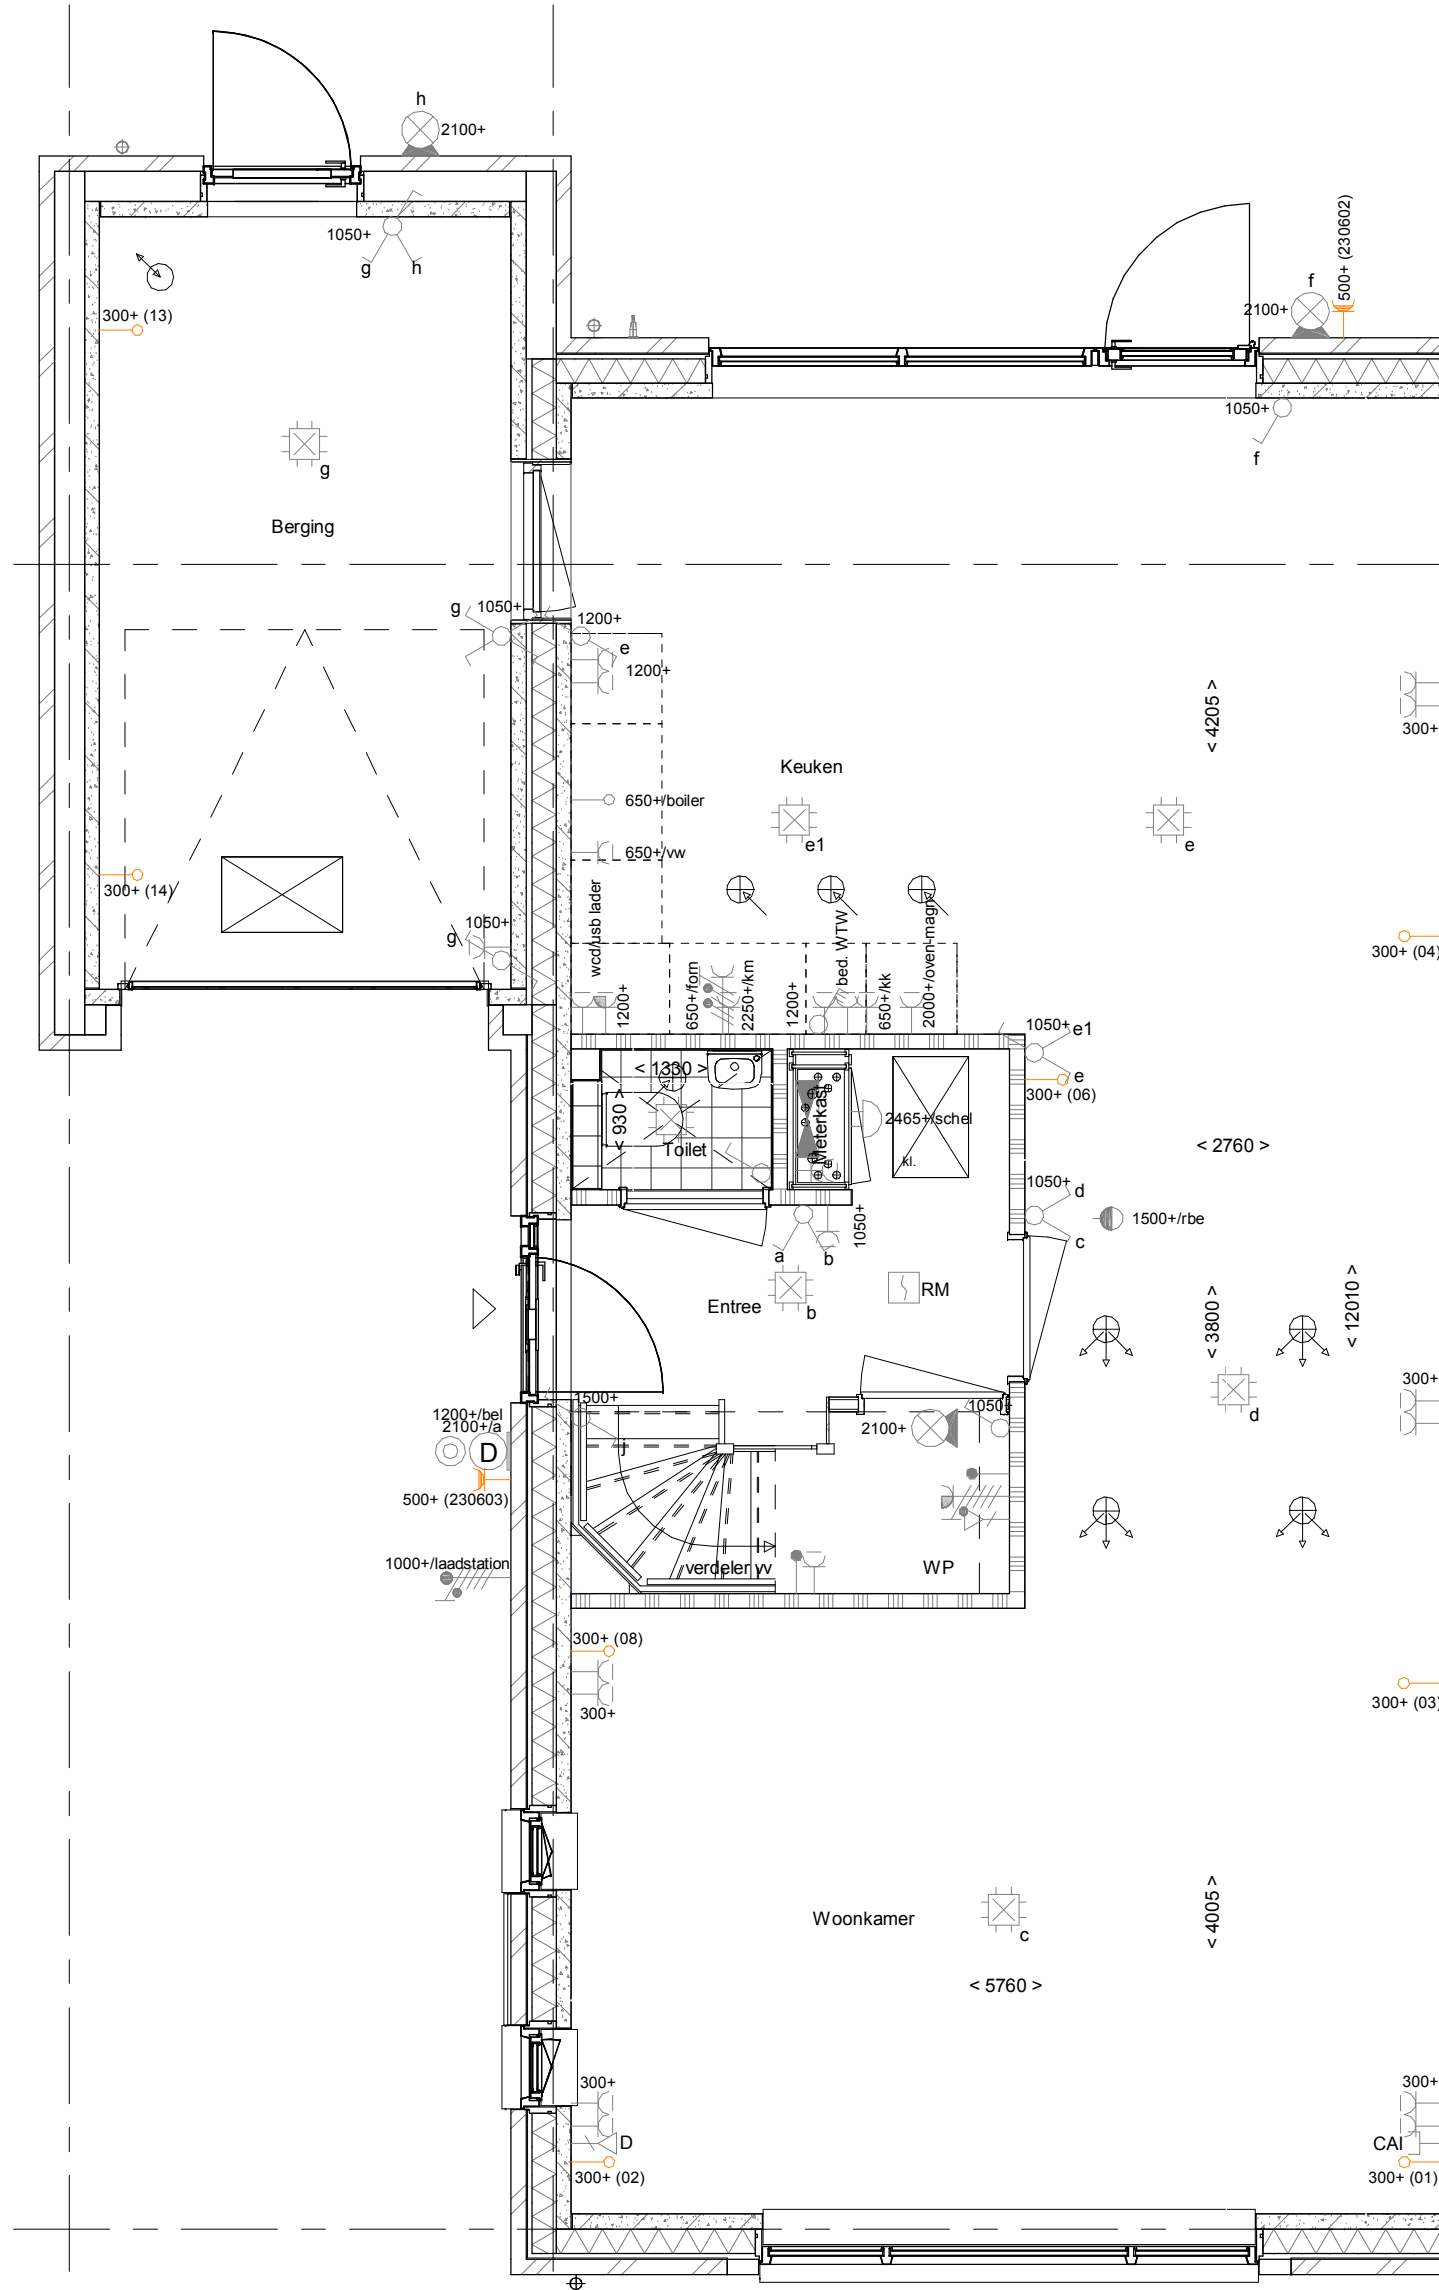 h
2100+
500+ (230602)
f
2100+
1050+
g
h
300+ (13)
1050+
f
g
Berging
g
1050+
1200+
e
1200+
< 4205 >
300+
Keuken
650+/boiler
e1
e
650+/vw
300+ (14)
wcd/usb lader
bed. WTW
1050+
g
300+ (04)
1200+
650+/forn
2250+/km
1200+
650+/kk
2000+/oven-magn
1050+
e1
e
300+ (06)
< 1330 >
< 930 >
Toilet
Meterkast
2465+/schel
kl.
< 2760 >
1050+
d
c
1500+/rbe
a
b
1050+
Entree
b
RM
< 3800 >
< 12010 >
300+
d
1500+
j
1200+/bel
2100+/a
D
500+ (230603)
2100+
1050+
1000+/laadstation
verdeler vv
WP
300+ (08)
300+
300+ (03)
Woonkamer
c
< 4005 >
< 5760 >
300+
D
300+ (02)
300+
CAI
300+ (01)